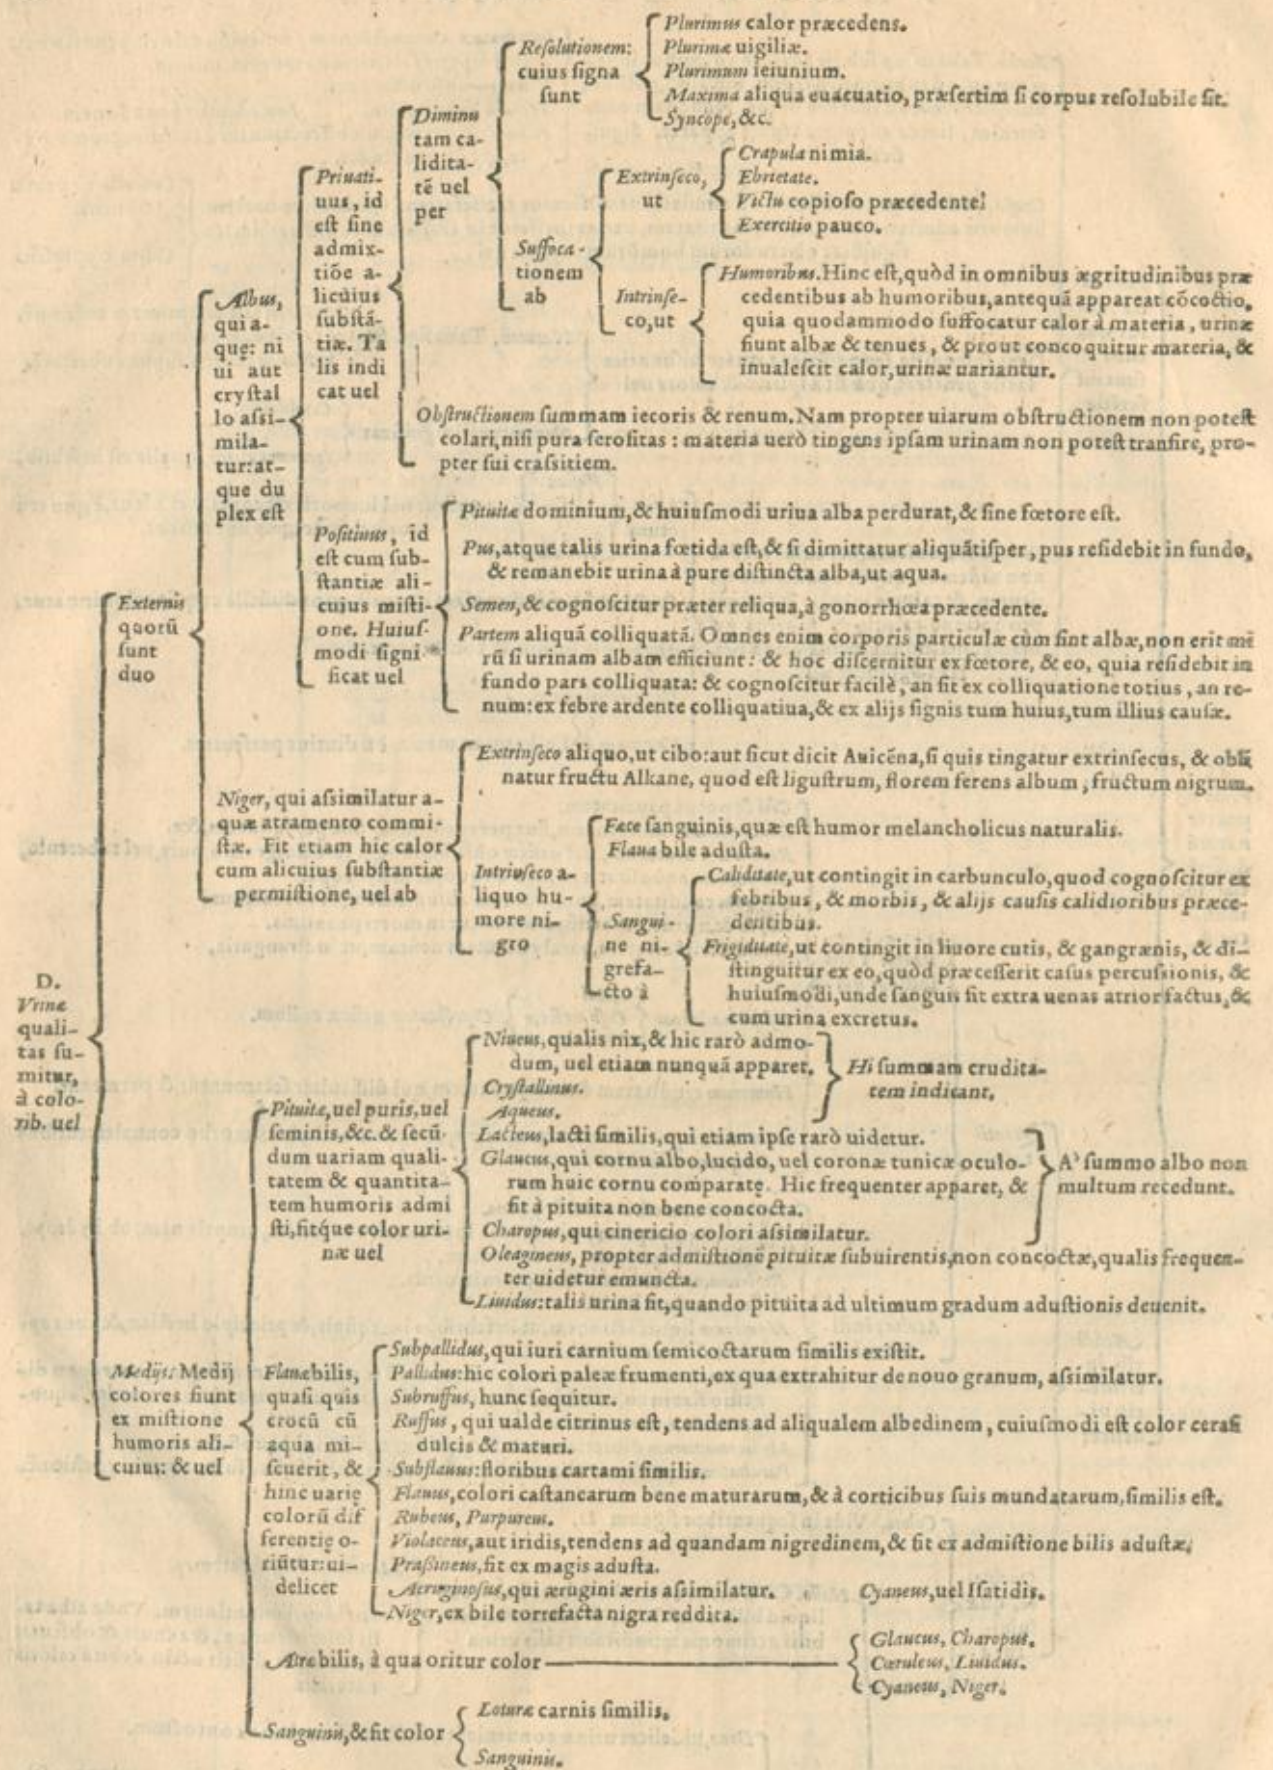 D.
Vrinæ
quali-
tas su-
mitur,
à colo-
rib. uel
Externis
quorũ
sunt
duo
Albus,
qui a-
quę: ni
ui aut
crystal
lo assi-
mila-
tur: at-
que du
plex est
Priuati-
uus, id
est sine
admix-
tiõe a-
licuius
substã-
tiæ. Ta
lis indi
cat uel
Diminu
tam ca-
lidita-
tẽ uel
per
Resolutionem:
cuius signa
sunt
Plurimus calor præcedens.
Plurimæ uigiliæ.
Plurimum ieiunium.
Maxima aliqua euacuatio, præsertim si corpus resolubile sit.
Syncope, &c.
Suffoca-
tionem
ab
Extrinseco,
ut
Crapula nimia.
Ebrietate.
Victu copioso præcedente.
Exercitio pauco.
Intrinse-
co, ut
Humoribus. Hinc est, quòd in omnibus ægritudinibus præ
cedentibus ab humoribus, antequã appareat cõcoctio,
quia quodammodo suffocatur calor à materia, urinæ
fiunt albæ & tenues, & prout concoquitur materia, &
inualescit calor, urinæ uariantur.
Obstructionem summam iecoris & renum. Nam propter uiarum obstructionem non potest
colari, nisi pura serositas: materia uerò tingens ipsam urinam non potest transire, pro-
pter sui crassitiem.
Positiuus, id
est cum sub-
stantiæ ali-
cuius misti-
one. Huius-
modi signi
ficat uel
Pituitæ dominium, & huiusmodi uriua alba perdurat, & sine fœtore est.
Pus, atque talis urina fœtida est, & si dimittatur aliquãtisper, pus residebit in fundo,
& remanebit urina à pure distincta alba, ut aqua.
Semen, & cognoscitur præter reliqua, à gonorrhœa præcedente.
Partem aliquã colliquatã. Omnes enim corporis particulæ cùm sint albæ, non erit mi
rũ si urinam albam efficiunt: & hoc discernitur ex fœtore, & eo, quia residebit in
fundo pars colliquata: & cognoscitur facilè, an sit ex colliquatione totius, an re-
num: ex febre ardente colliquatiua, & ex alijs signis tum huius, tum illius causæ.
Niger, qui assimilatur a-
quæ atramento commi-
stæ. Fit etiam hic calor
cum alicuius substantiæ
permistione, uel ab
Extrinseco aliquo, ut cibo: aut sicut dicit Auicẽna, si quis tingatur extrinsecus, & obli
natur fructu Alkane, quod est ligustrum, florem ferens album, fructum nigrum.
Intrinseco a-
liquo hu-
more ni-
gro
Fæce sanguinis, quæ est humor melancholicus naturalis.
Flaua bile adusta.
Sangui-
ne ni-
grefa-
cto à
Caliditate, ut contingit in carbunculo, quod cognoscitur ex
febribus, & morbis, & alijs causis calidioribus præce-
dentibus.
Frigiditate, ut contingit in liuore cutis, & gangrænis, & di-
stinguitur ex eo, quòd præcesserit casus percussionis, &
huiusmodi, unde sanguis sit extra uenas atrior factus, &
cum urina excretus.
Medijs: Medij
colores fiunt
ex mistione
humoris ali-
cuius: & uel
Pituitæ, uel puris, uel
seminis, &c. & secũ-
dum uariam quali-
tatem & quantita-
tem humoris admi
sti, fitque color uri-
næ uel
Niueus, qualis nix, & hic rarò admo-
dum, uel etiam nunquã apparet.
Crystallinus.
Aqueus.
Hi summam crudita-
tem indicant.
Lacteus, lacti similis, qui etiam ipse rarò uidetur.
Glaucus, qui cornu albo, lucido, uel coronæ tunicæ oculo-
rum huic cornu comparatę. Hic frequenter apparet, &
fit à pituita non bene concocta.
Charopus, qui cinericio colori assimilatur.
A' summo albo non
multum recedunt.
Oleagineus, propter admistionẽ pituitæ subuirentis, non concoctæ, qualis frequen-
ter uidetur emuncta.
Liuidus: talis urina fit, quando pituita ad ultimum gradum adustionis deuenit.
Flauæ bilis,
quasi quis
crocũ cũ
aqua mi-
scuerit, &
hinc uarię
colorũ dif
ferentię o-
riũtur: ui-
delicet
Subpallidus, qui iuri carnium semicoctarum similis existit.
Pallidus: hic colori paleæ frumenti, ex qua extrahitur de nouo granum, assimilatur.
Subruffus, hunc sequitur.
Ruffus, qui ualde citrinus est, tendens ad aliqualem albedinem, cuiusmodi est color cerasi
dulcis & maturi.
Subflauus: floribus cartami similis.
Flauus, colori castanearum bene maturarum, & à corticibus suis mundatarum, similis est.
Rubeus, Purpureus.
Violaceus, aut iridis, tendens ad quandam nigredinem, & fit ex admistione bilis adustæ.
Praßineus, fit ex magis adusta.
Aeruginosus, qui ærugini æris assimilatur. Cyaneus, uel Isatidis.
Niger, ex bile torrefacta nigra reddita.
Atræ bilis, à qua oritur color
Glaucus, Charopus.
Cæruleus, Liuidus.
Cyaneus, Niger.
Sanguinis, & fit color
Loturæ carnis similis.
Sanguinis.